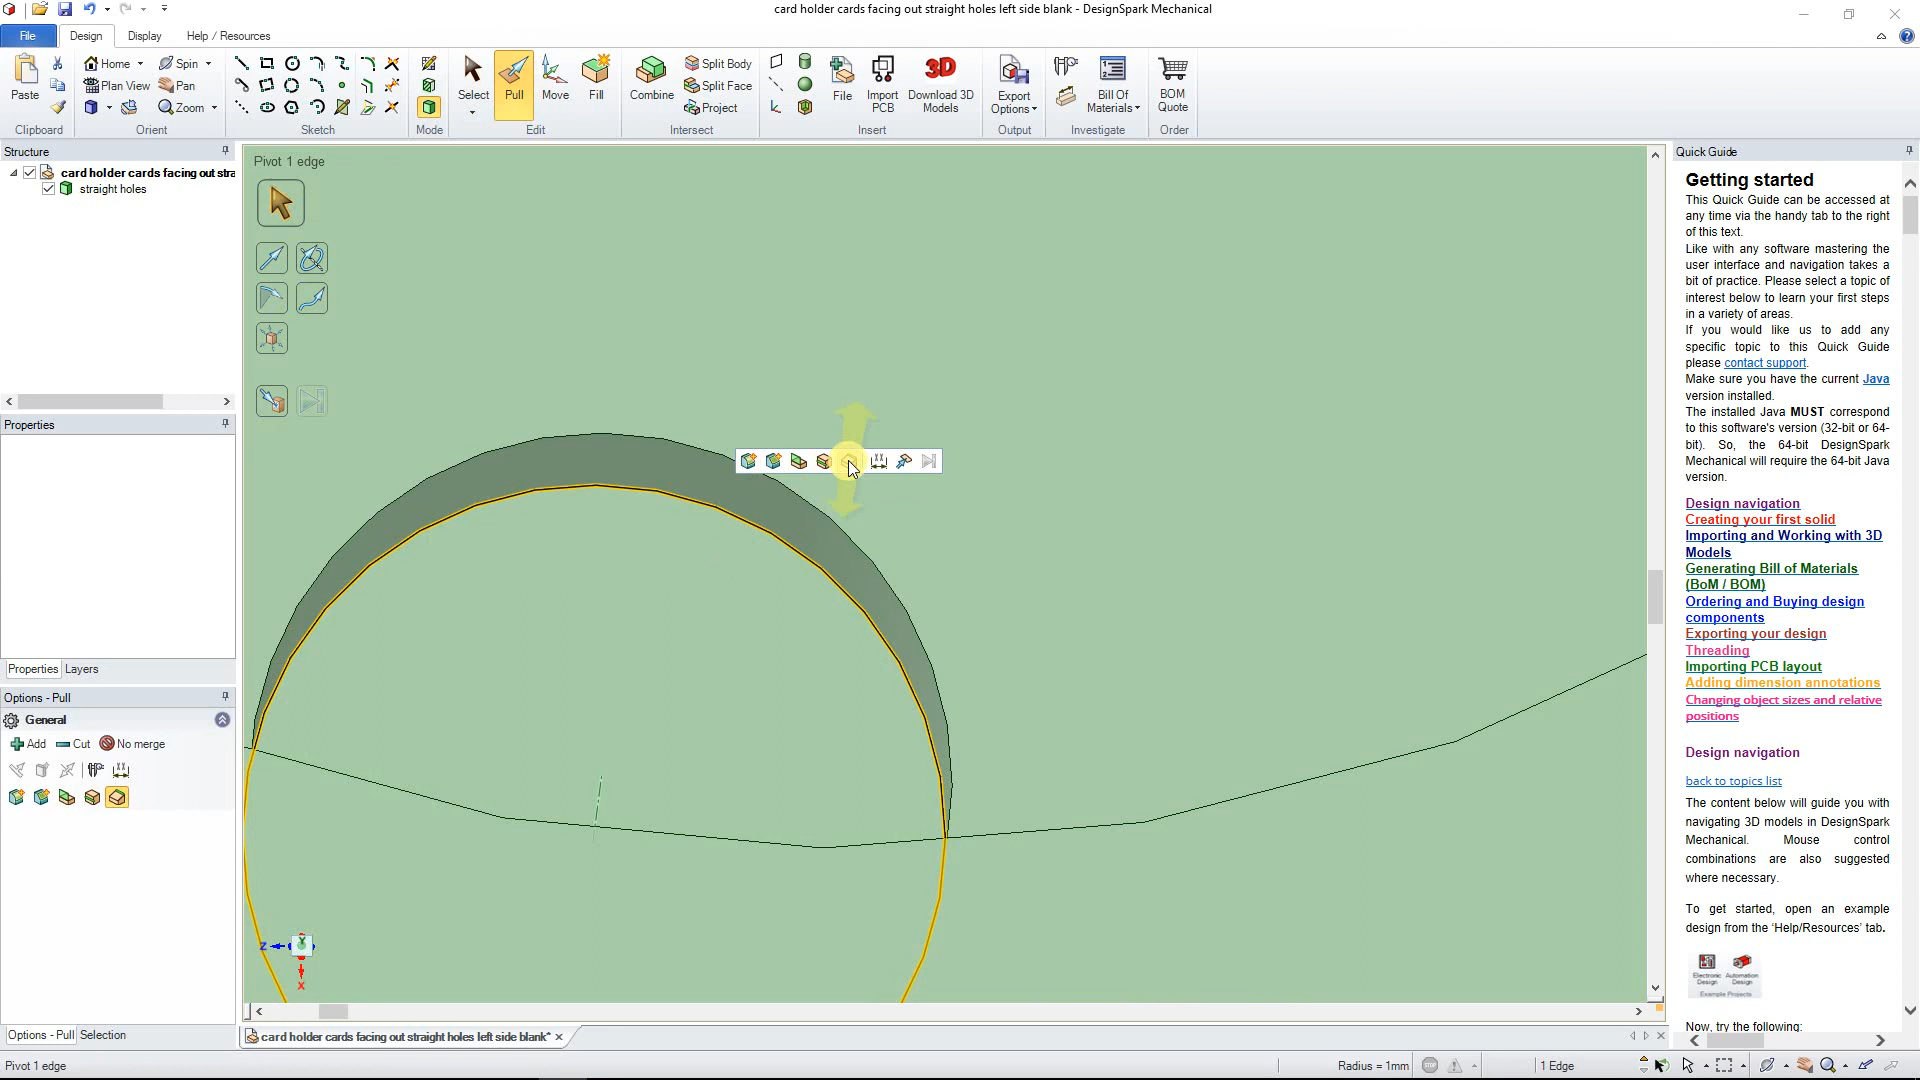 card holder cards facing out straight holes left side blank - DesignSpark Mechanical
File Design Display Help / Resources
Paste
Home Spin
Plan View Pan
Zoom
Select Pull Move Fill
Combine
Split Body
Split Face
Project
File
Import PCB
3D
Download 3D Models
Export Options
Bill Of Materials
BOM Quote
Clipboard Orient Sketch Mode Edit Intersect Insert Output Investigate Order
Structure
card holder cards facing out stra
straight holes
Properties
Properties Layers
Options - Pull
General
Add Cut No merge
Options - Pull Selection
Pivot 1 edge
Z
Y
X
card holder cards facing out straight holes left side blank*
Pivot 1 edge
Radius = 1mm
1 Edge
Quick Guide
Getting started
This Quick Guide can be accessed at
any time via the handy tab to the right
of this text.
Like with any software mastering the
user interface and navigation takes a
bit of practice. Please select a topic of
interest below to learn your first steps
in a variety of areas.
If you would like us to add any
specific topic to this Quick Guide
please contact support.
Make sure you have the current Java
version installed.
The installed Java MUST correspond
to this software's version (32-bit or 64-
bit). So, the 64-bit DesignSpark
Mechanical will require the 64-bit Java
version.
Design navigation
Creating your first solid
Importing and Working with 3D
Models
Generating Bill of Materials
(BoM / BOM)
Ordering and Buying design
components
Exporting your design
Threading
Importing PCB layout
Adding dimension annotations
Changing object sizes and relative
positions
Design navigation
back to topics list
The content below will guide you with
navigating 3D models in DesignSpark
Mechanical. Mouse control
combinations are also suggested
where necessary.
To get started, open an example
design from the 'Help/Resources' tab.
Electronic Design
Automation Design
Example Projects
Now, try the following: